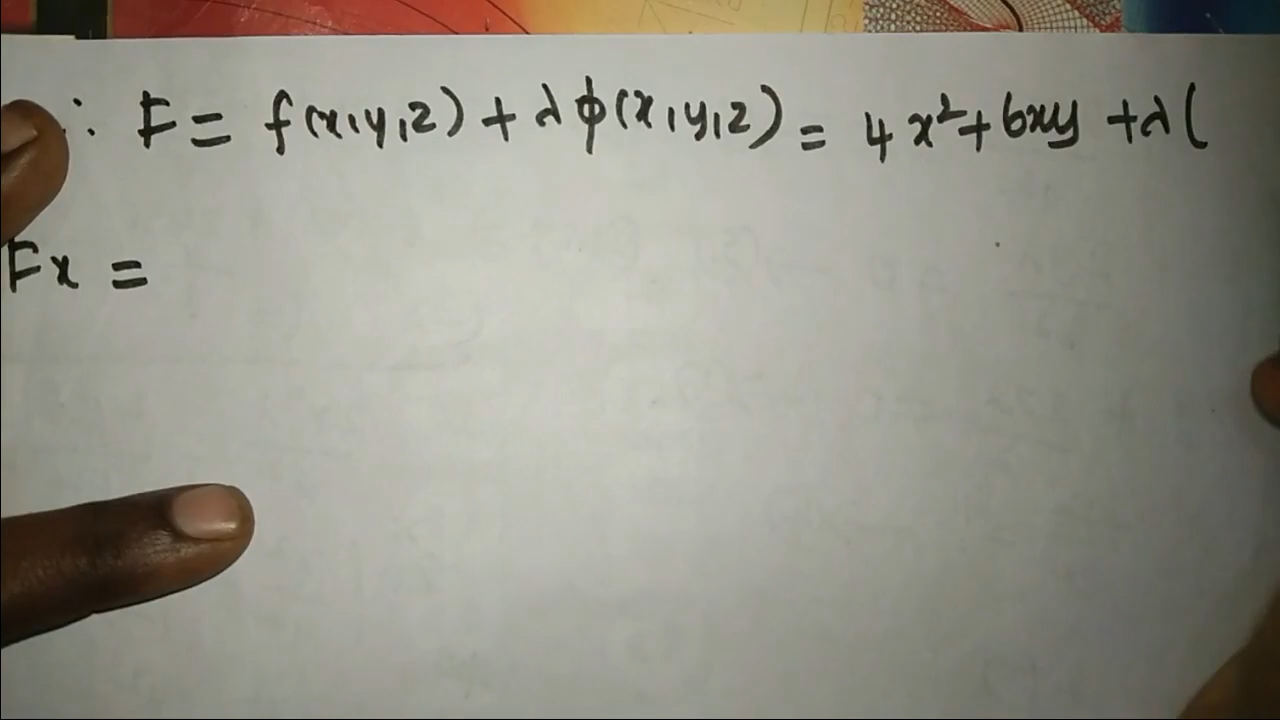 ∴ F = f(x,y,z) + λ ϕ(x,y,z) = 4x² + 6xy + λ(
Fx =